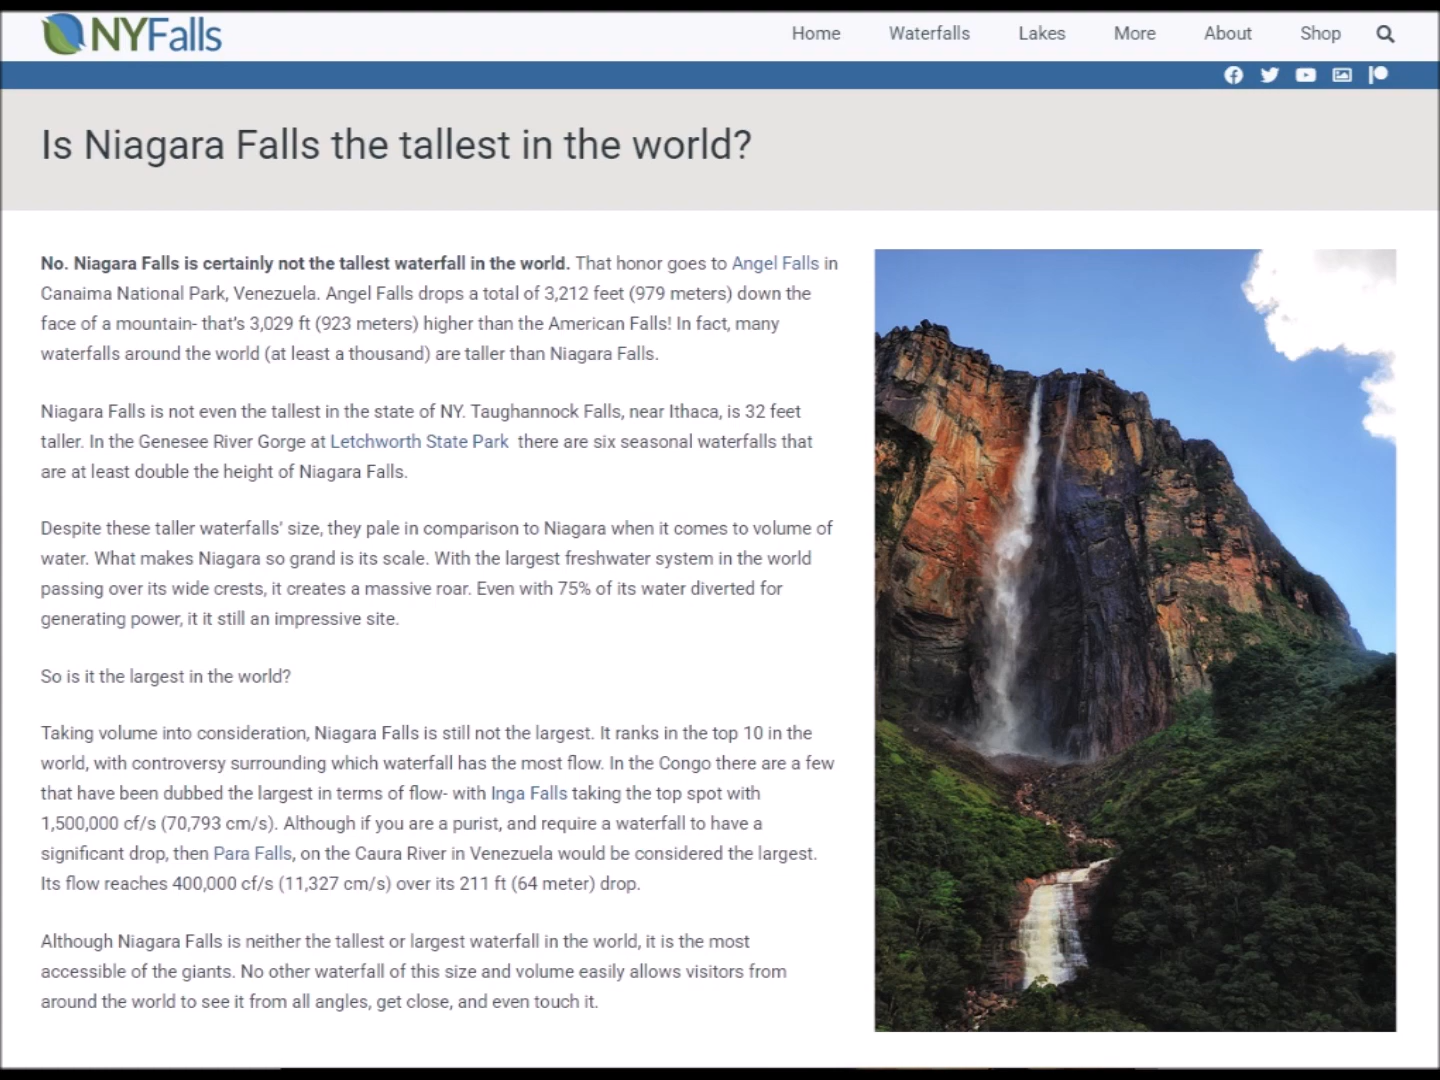 NYFalls
Home Waterfalls Lakes More About Shop
Is Niagara Falls the tallest in the world?
No. Niagara Falls is certainly not the tallest waterfall in the world. That honor goes to Angel Falls in
Canaima National Park, Venezuela. Angel Falls drops a total of 3,212 feet (979 meters) down the
face of a mountain- that's 3,029 ft (923 meters) higher than the American Falls! In fact, many
waterfalls around the world (at least a thousand) are taller than Niagara Falls.
Niagara Falls is not even the tallest in the state of NY. Taughannock Falls, near Ithaca, is 32 feet
taller. In the Genesee River Gorge at Letchworth State Park there are six seasonal waterfalls that
are at least double the height of Niagara Falls.
Despite these taller waterfalls' size, they pale in comparison to Niagara when it comes to volume of
water. What makes Niagara so grand is its scale. With the largest freshwater system in the world
passing over its wide crests, it creates a massive roar. Even with 75% of its water diverted for
generating power, it it still an impressive site.
So is it the largest in the world?
Taking volume into consideration, Niagara Falls is still not the largest. It ranks in the top 10 in the
world, with controversy surrounding which waterfall has the most flow. In the Congo there are a few
that have been dubbed the largest in terms of flow- with Inga Falls taking the top spot with
1,500,000 cf/s (70,793 cm/s). Although if you are a purist, and require a waterfall to have a
significant drop, then Para Falls, on the Caura River in Venezuela would be considered the largest.
Its flow reaches 400,000 cf/s (11,327 cm/s) over its 211 ft (64 meter) drop.
Although Niagara Falls is neither the tallest or largest waterfall in the world, it is the most
accessible of the giants. No other waterfall of this size and volume easily allows visitors from
around the world to see it from all angles, get close, and even touch it.